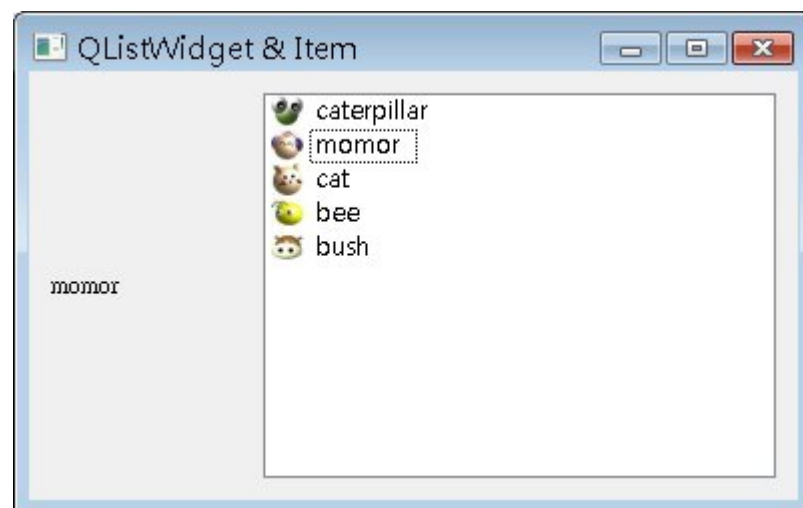 QListWidget & Item
caterpillar
momor
cat
bee
bush
momor